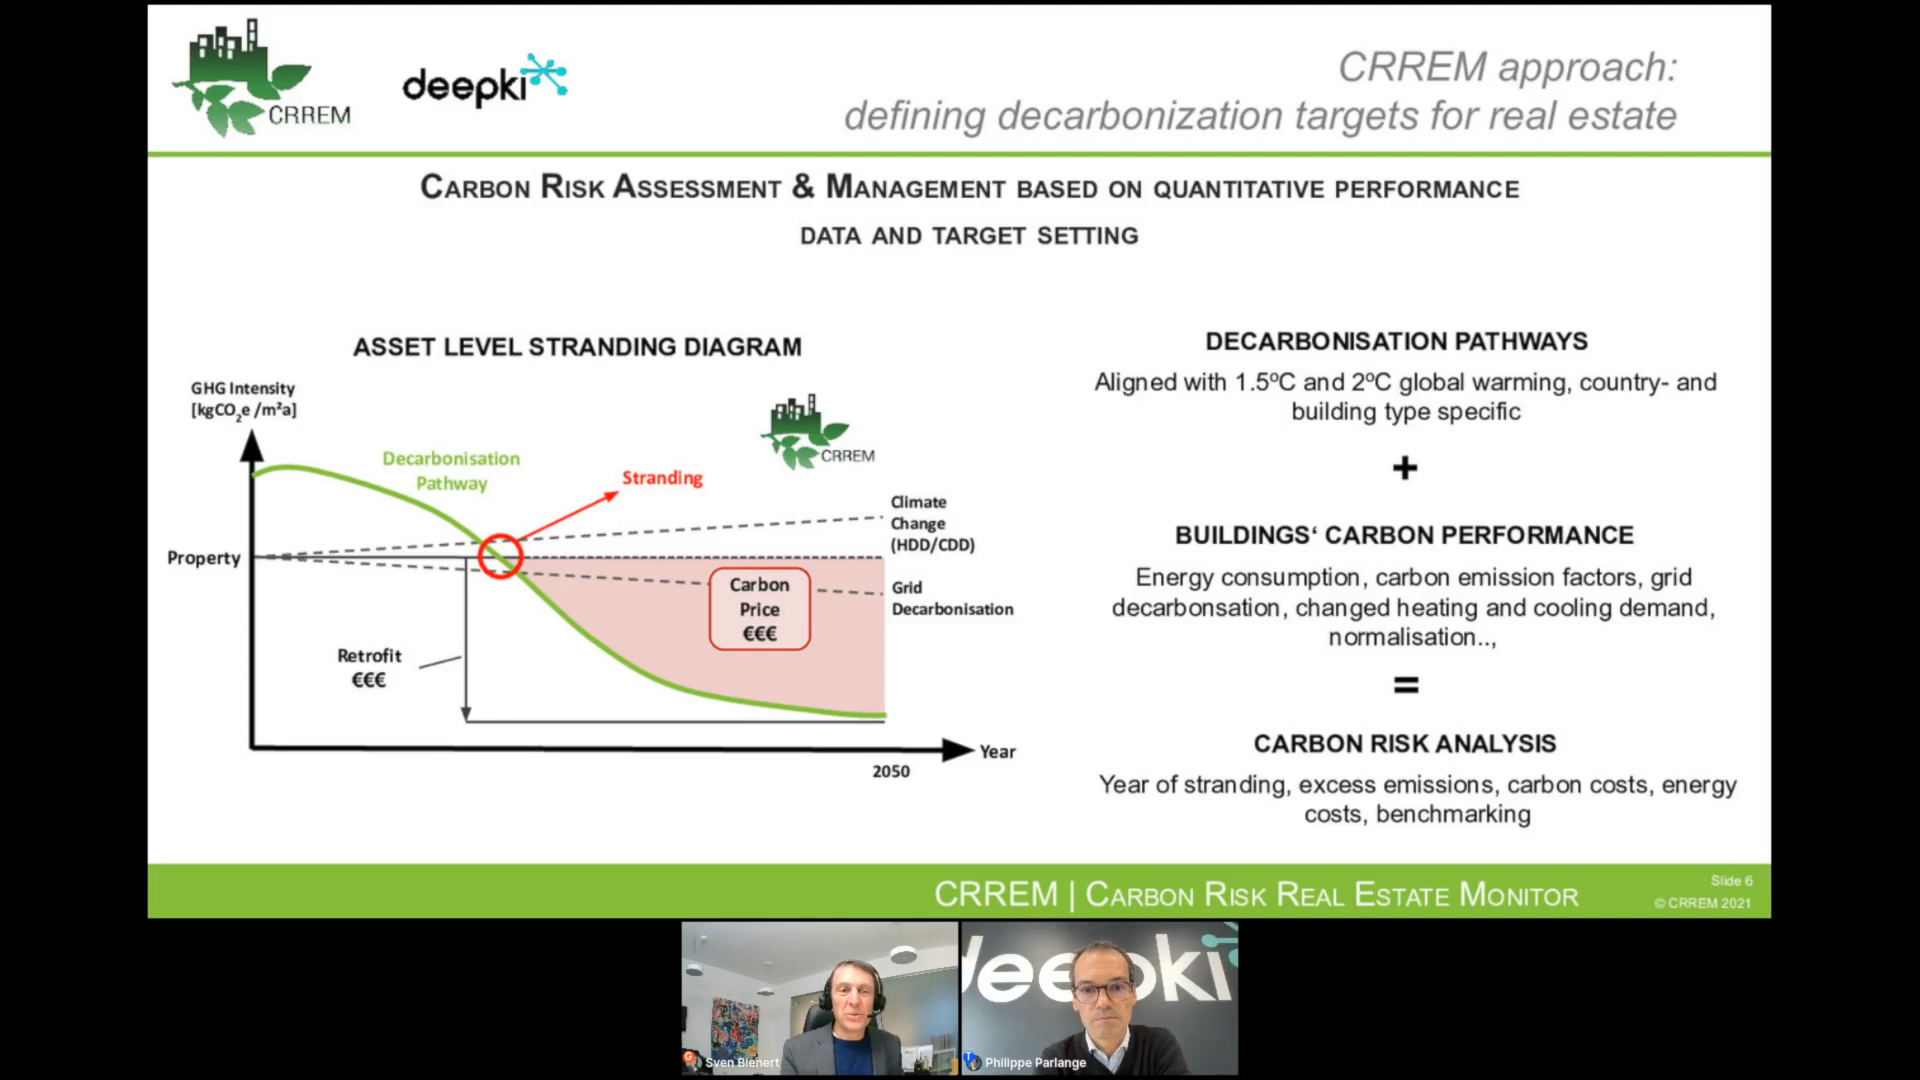 CRREM
deepki
CRREM approach:
defining decarbonization targets for real estate
CARBON RISK ASSESSMENT & MANAGEMENT BASED ON QUANTITATIVE PERFORMANCE
DATA AND TARGET SETTING
ASSET LEVEL STRANDING DIAGRAM
GHG Intensity
[kgCO₂e /m²a]
CRREM
Decarbonisation
Pathway
Stranding
Climate
Change
(HDD/CDD)
Property
Carbon
Price
€€€
Grid
Decarbonisation
Retrofit
€€€
Year
2050
DECARBONISATION PATHWAYS
Aligned with 1.5ºC and 2ºC global warming, country- and
building type specific
+
BUILDINGS‘ CARBON PERFORMANCE
Energy consumption, carbon emission factors, grid
decarbonsation, changed heating and cooling demand,
normalisation..,
=
CARBON RISK ANALYSIS
Year of stranding, excess emissions, carbon costs, energy
costs, benchmarking
CRREM | CARBON RISK REAL ESTATE MONITOR
Slide 6
© CRREM 2021
deepki
G
Sven Bienert
T
Philippe Parlange